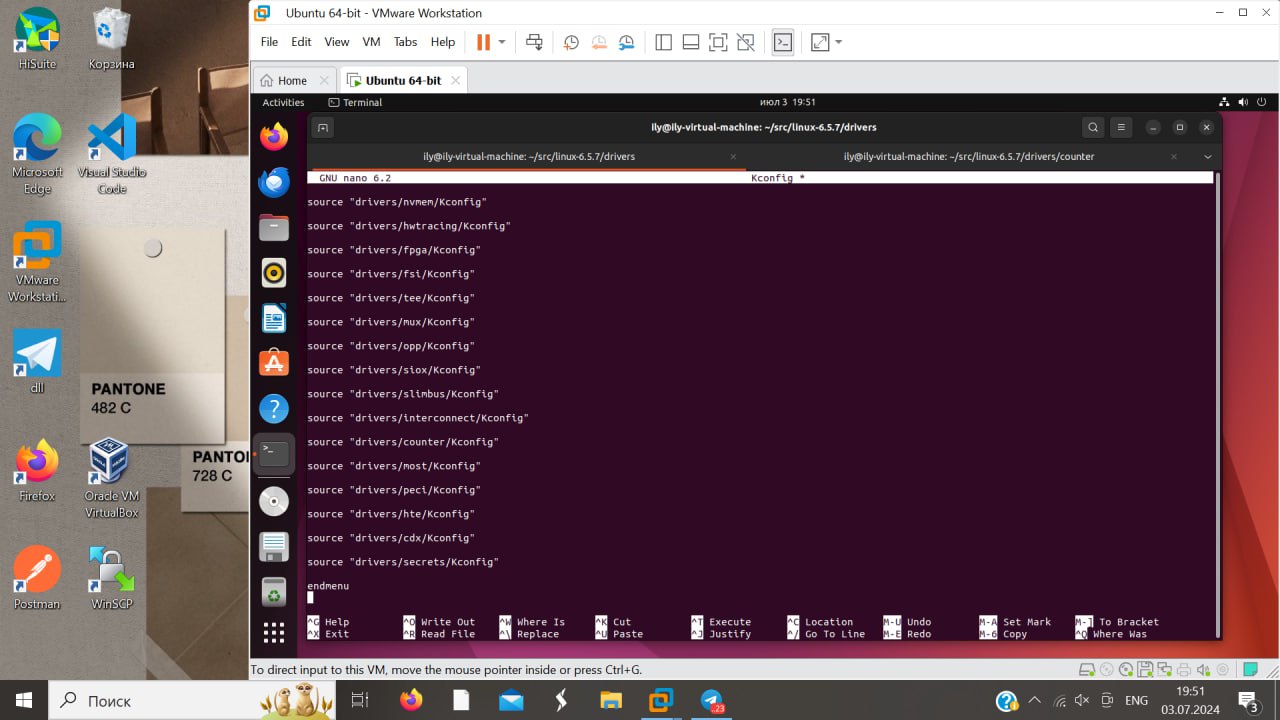 Ubuntu 64-bit - VMware Workstation
File Edit View VM Tabs Help
Home
Ubuntu 64-bit
Activities
Terminal
июл 3 19:51
ily@ily-virtual-machine: ~/src/linux-6.5.7/drivers
ily@ily-virtual-machine: ~/src/linux-6.5.7/drivers
ily@ily-virtual-machine: ~/src/linux-6.5.7/drivers/counter
GNU nano 6.2
Kconfig *
source "drivers/nvmem/Kconfig"
source "drivers/hwtracing/Kconfig"
source "drivers/fpga/Kconfig"
source "drivers/fsi/Kconfig"
source "drivers/tee/Kconfig"
source "drivers/mux/Kconfig"
source "drivers/opp/Kconfig"
source "drivers/siox/Kconfig"
source "drivers/slimbus/Kconfig"
source "drivers/interconnect/Kconfig"
source "drivers/counter/Kconfig"
source "drivers/most/Kconfig"
source "drivers/peci/Kconfig"
source "drivers/hte/Kconfig"
source "drivers/cdx/Kconfig"
source "drivers/secrets/Kconfig"
endmenu
^G Help ^O Write Out ^W Where Is ^K Cut ^T Execute ^C Location M-U Undo M-A Set Mark M-] To Bracket
^X Exit ^R Read File ^\ Replace ^U Paste ^J Justify ^/ Go To Line M-E Redo M-6 Copy ^Q Where Was
To direct input to this VM, move the mouse pointer inside or press Ctrl+G.
HiSuite
Корзина
Microsoft
Edge
Visual Studio
Code
VMware
Workstati...
dll
PANTONE
482 C
PANTO
728 C
Firefox
Oracle VM
VirtualBox
Postman
WinSCP
Поиск
23
ENG
19:51
03.07.2024
3